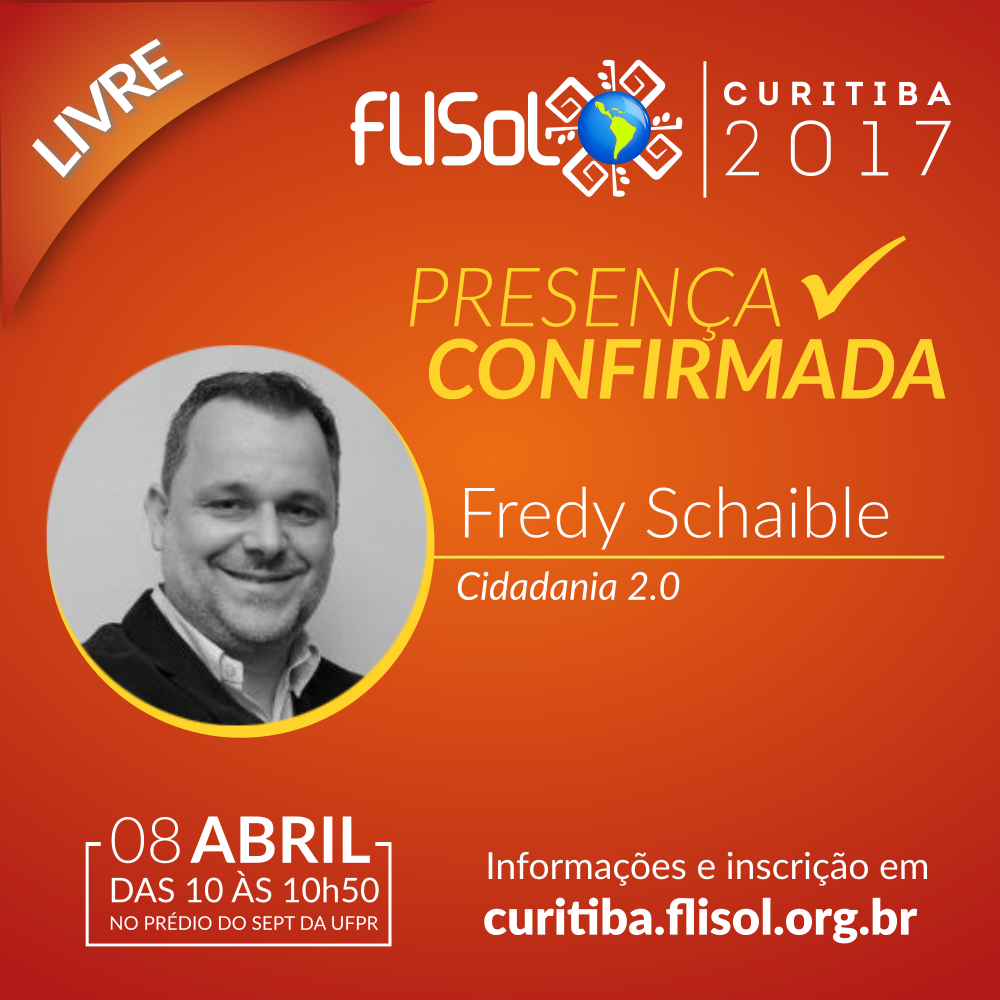 LIVRE
FLISoL
CURITIBA
2017
PRESENÇA
CONFIRMADA
Fredy Schaible
Cidadania 2.0
08 ABRIL
DAS 10 ÀS 10h50
NO PRÉDIO DO SEPT DA UFPR
Informações e inscrição em
curitiba.flisol.org.br